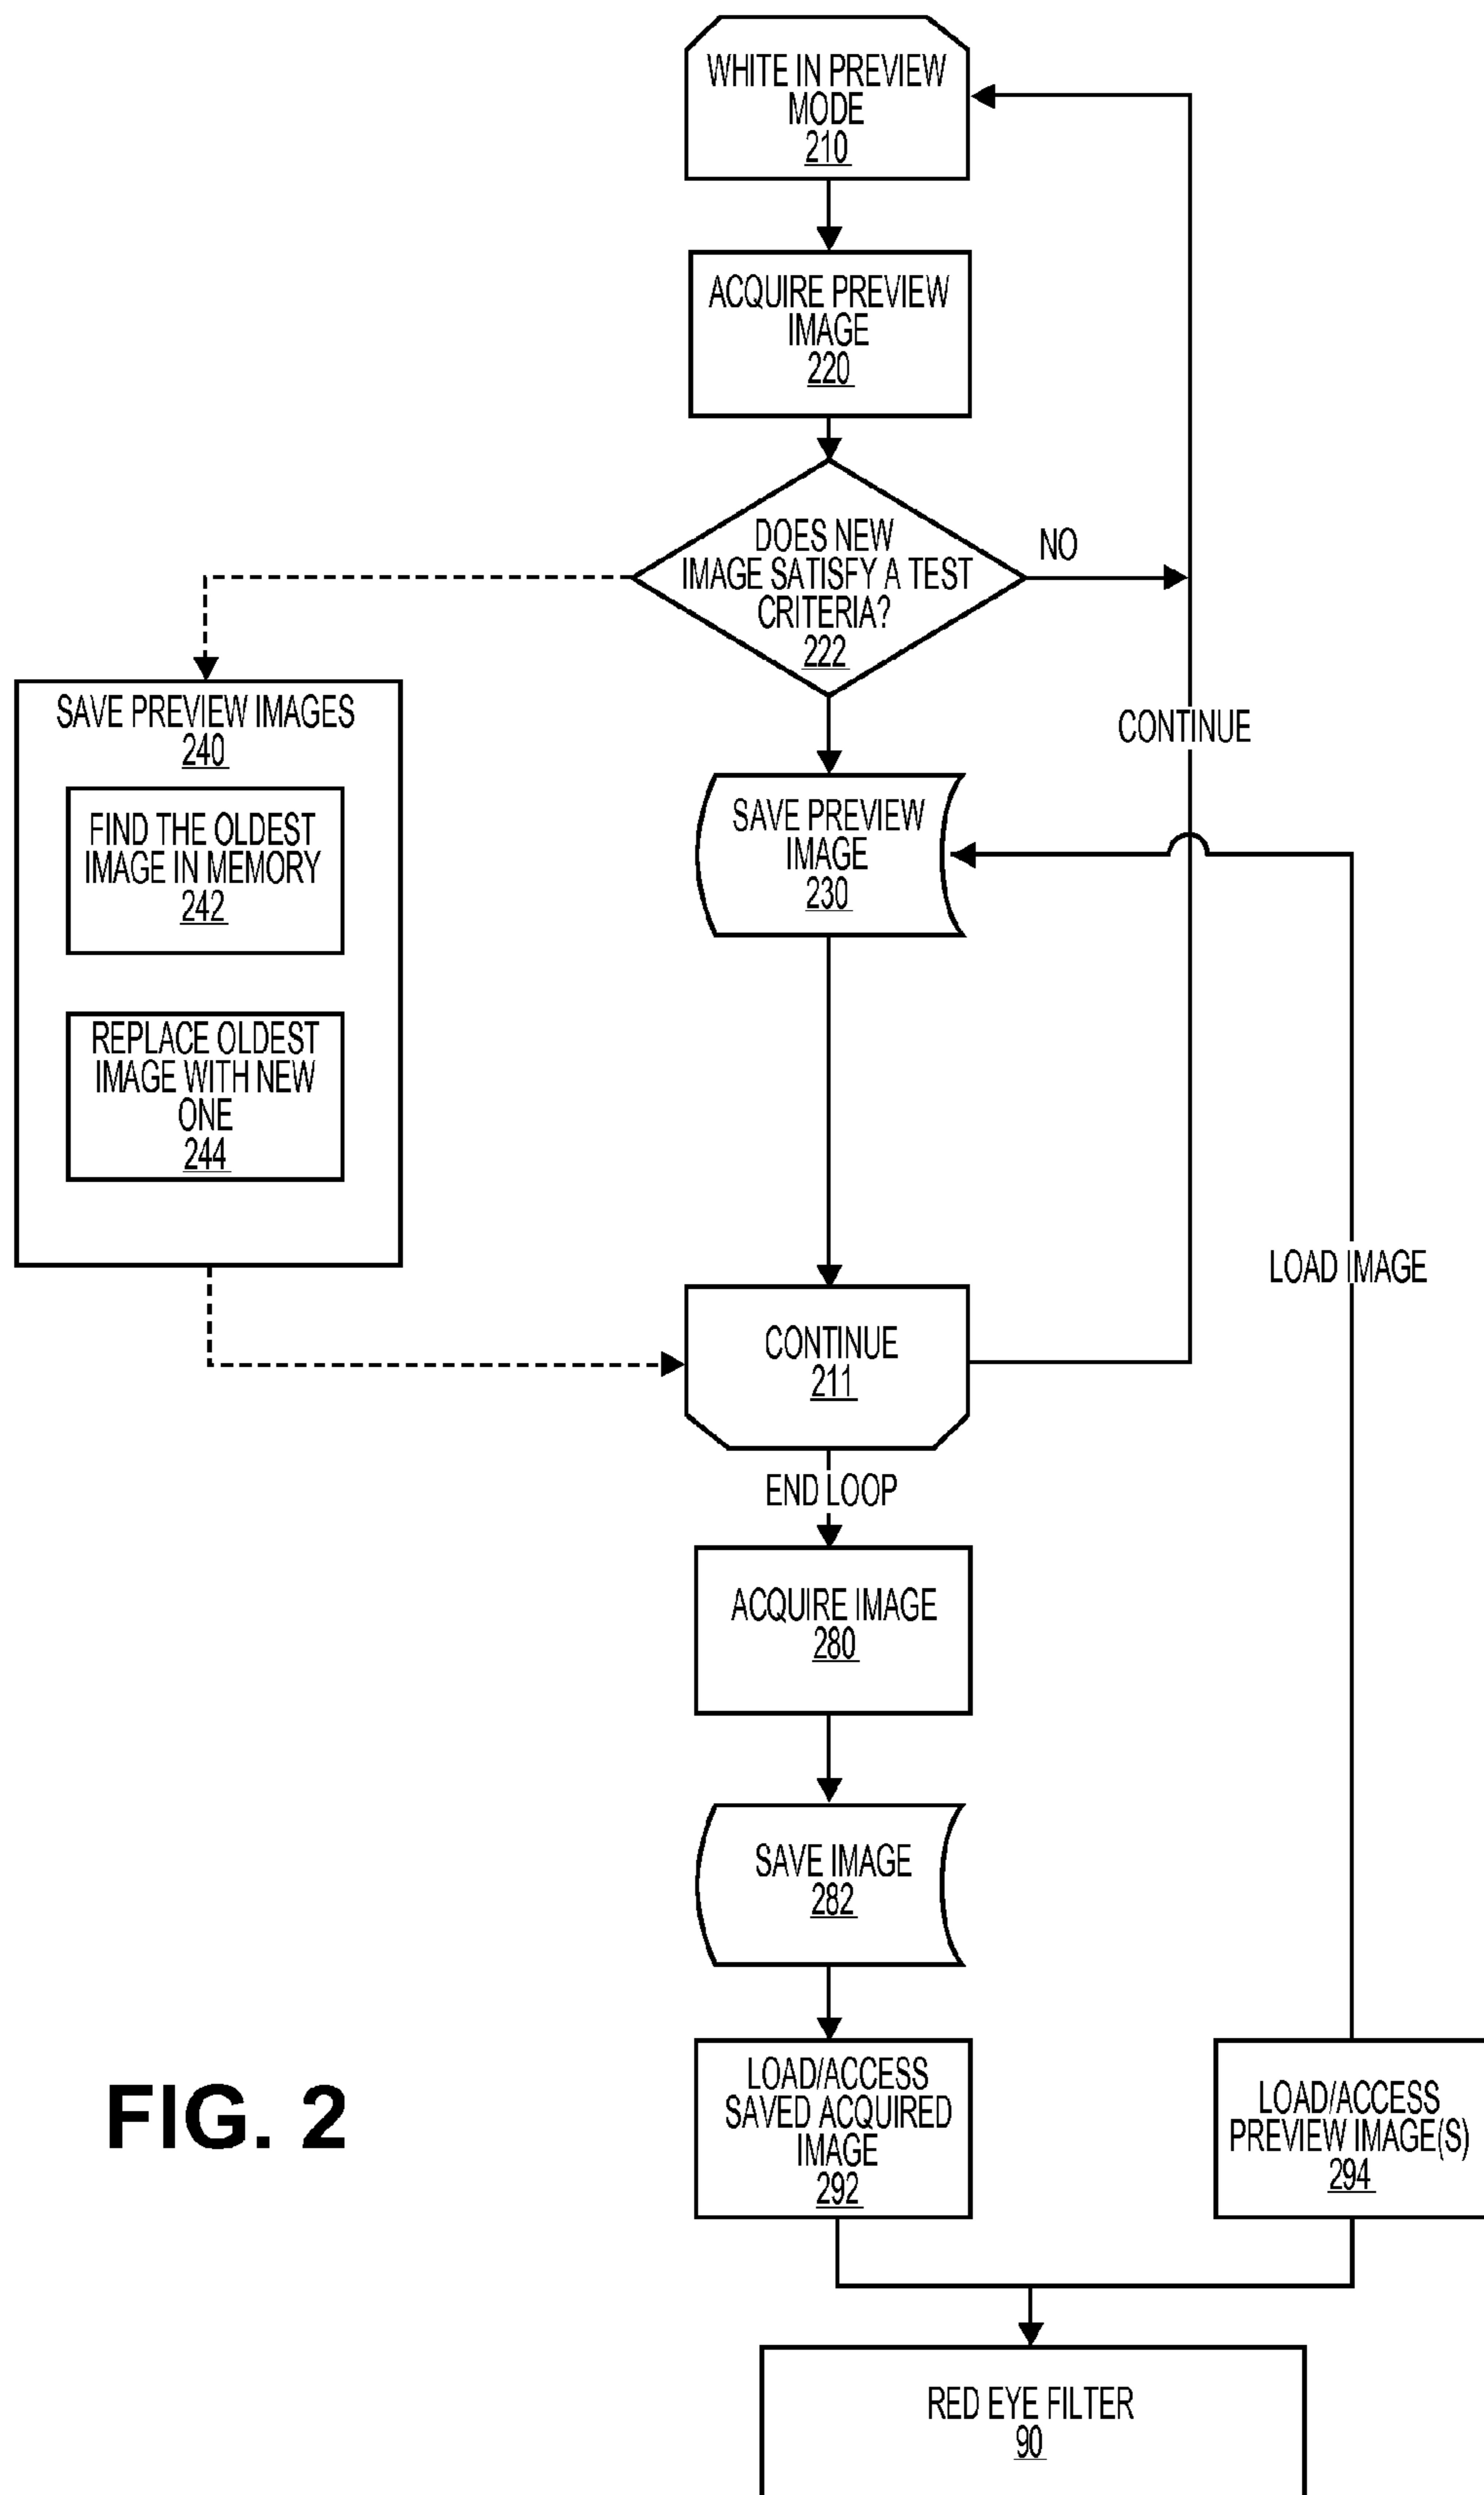 WHITE IN PREVIEW
MODE
210
ACQUIRE PREVIEW
IMAGE
220
DOES NEW
IMAGE SATISFY A TEST
CRITERIA?
222
NO
CONTINUE
SAVE PREVIEW IMAGES
240
FIND THE OLDEST
IMAGE IN MEMORY
242
REPLACE OLDEST
IMAGE WITH NEW
ONE
244
SAVE PREVIEW
IMAGE
230
LOAD IMAGE
CONTINUE
211
END LOOP
ACQUIRE IMAGE
280
SAVE IMAGE
282
LOAD/ACCESS
SAVED ACQUIRED
IMAGE
292
LOAD/ACCESS
PREVIEW IMAGE(S)
294
RED EYE FILTER
90
FIG. 2